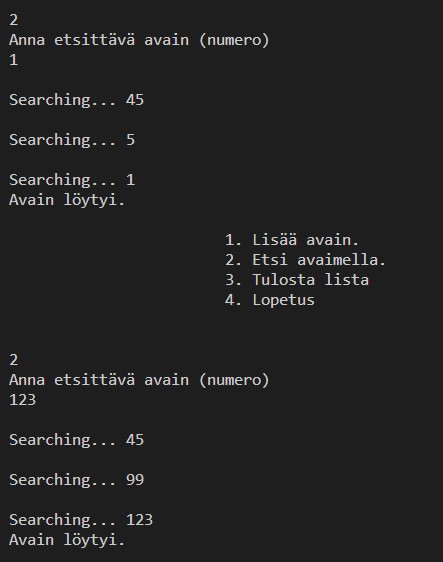 2
Anna etsittävä avain (numero)
1
Searching... 45
Searching... 5
Searching... 1
Avain löytyi.
1. Lisää avain.
2. Etsi avaimella.
3. Tulosta lista
4. Lopetus
2
Anna etsittävä avain (numero)
123
Searching... 45
Searching... 99
Searching... 123
Avain löytyi.